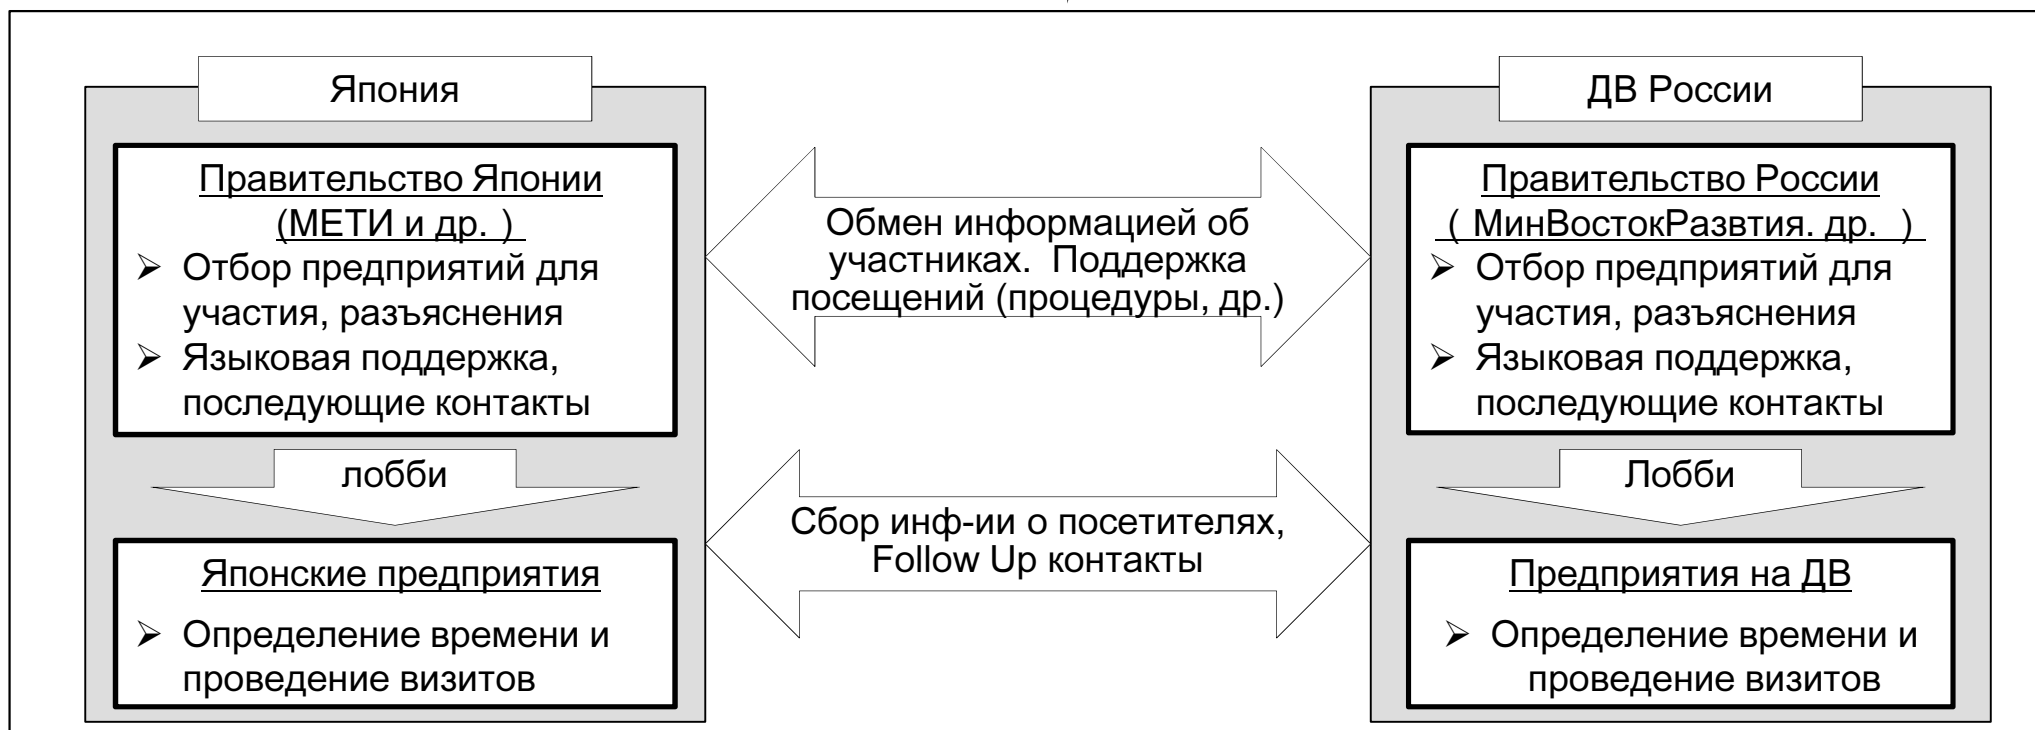 Япония
Правительство Японии
(МЕТИ и др. )
➢ Отбор предприятий для
участия, разъяснения
➢ Языковая поддержка,
последующие контакты
лобби
Японские предприятия
➢ Определение времени и
проведение визитов
Обмен информацией об
участниках. Поддержка
посещений (процедуры, др.)
Сбор инф-ии о посетителях,
Follow Up контакты
ДВ России
Правительство России
( МинВостокРазвтия. др. )
➢ Отбор предприятий для
участия, разъяснения
➢ Языковая поддержка,
последующие контакты
Лобби
Предприятия на ДВ
➢ Определение времени и
проведение визитов